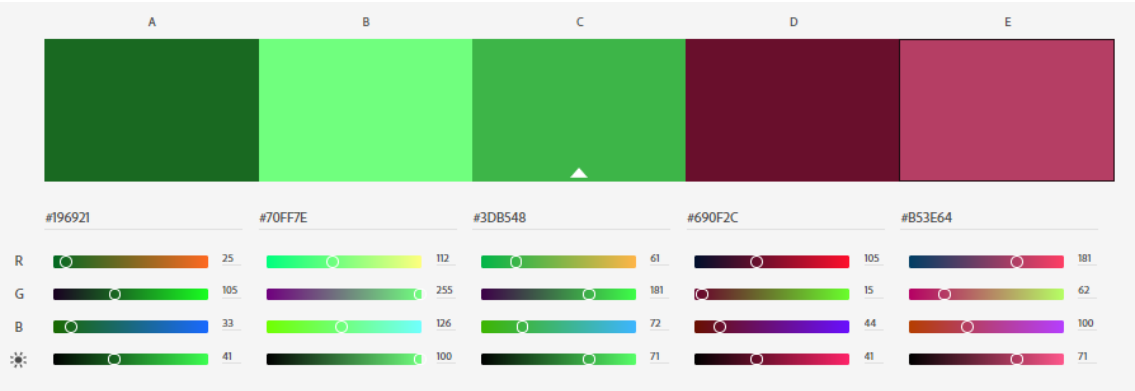 A B C D E
#196921 #70FF7E #3DB548 #690F2C #B53E64
R 25 112 61 105 181
G 105 255 181 15 62
B 33 126 72 44 100
41 100 71 41 71